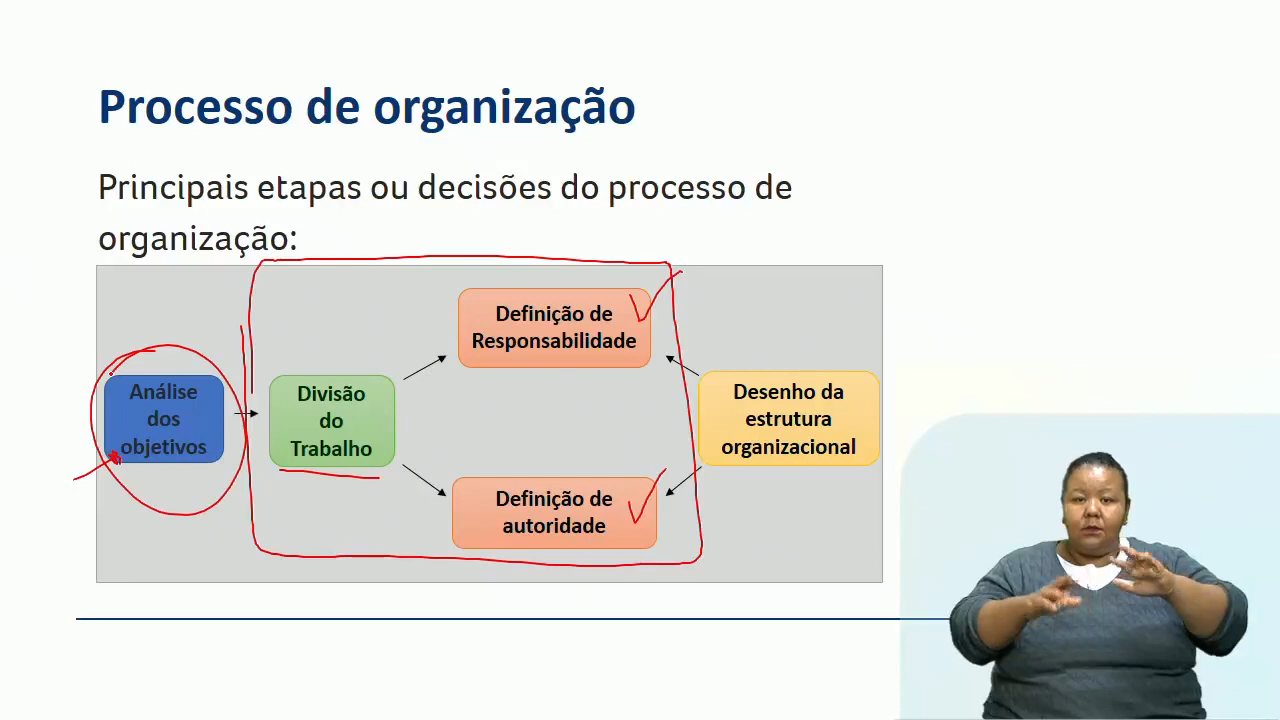 Processo de organização
Principais etapas ou decisões do processo de
organização:
Análise
dos
objetivos
Divisão
do
Trabalho
Definição de
Responsabilidade
Definição de
autoridade
Desenho da
estrutura
organizacional